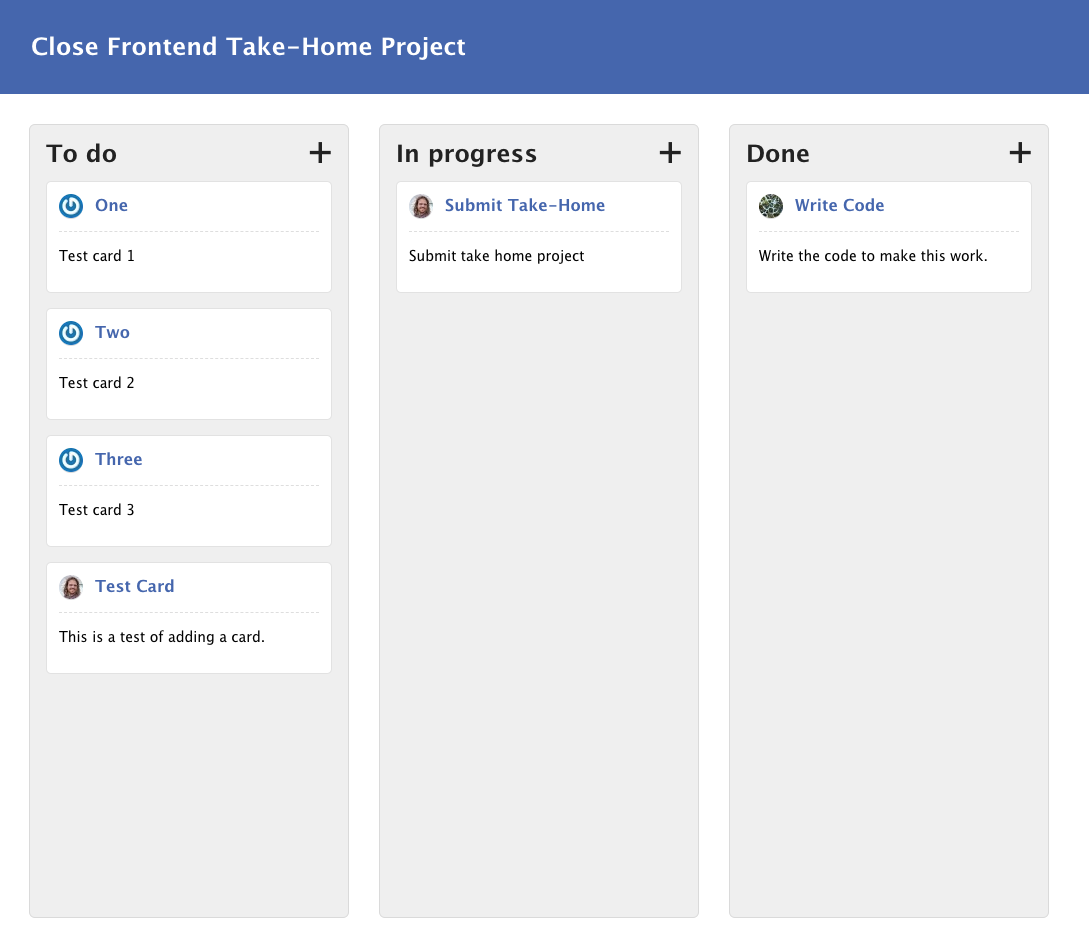 Close Frontend Take-Home Project
To do +
One
Test card 1
Two
Test card 2
Three
Test card 3
Test Card
This is a test of adding a card.
In progress +
Submit Take-Home
Submit take home project
Done +
Write Code
Write the code to make this work.